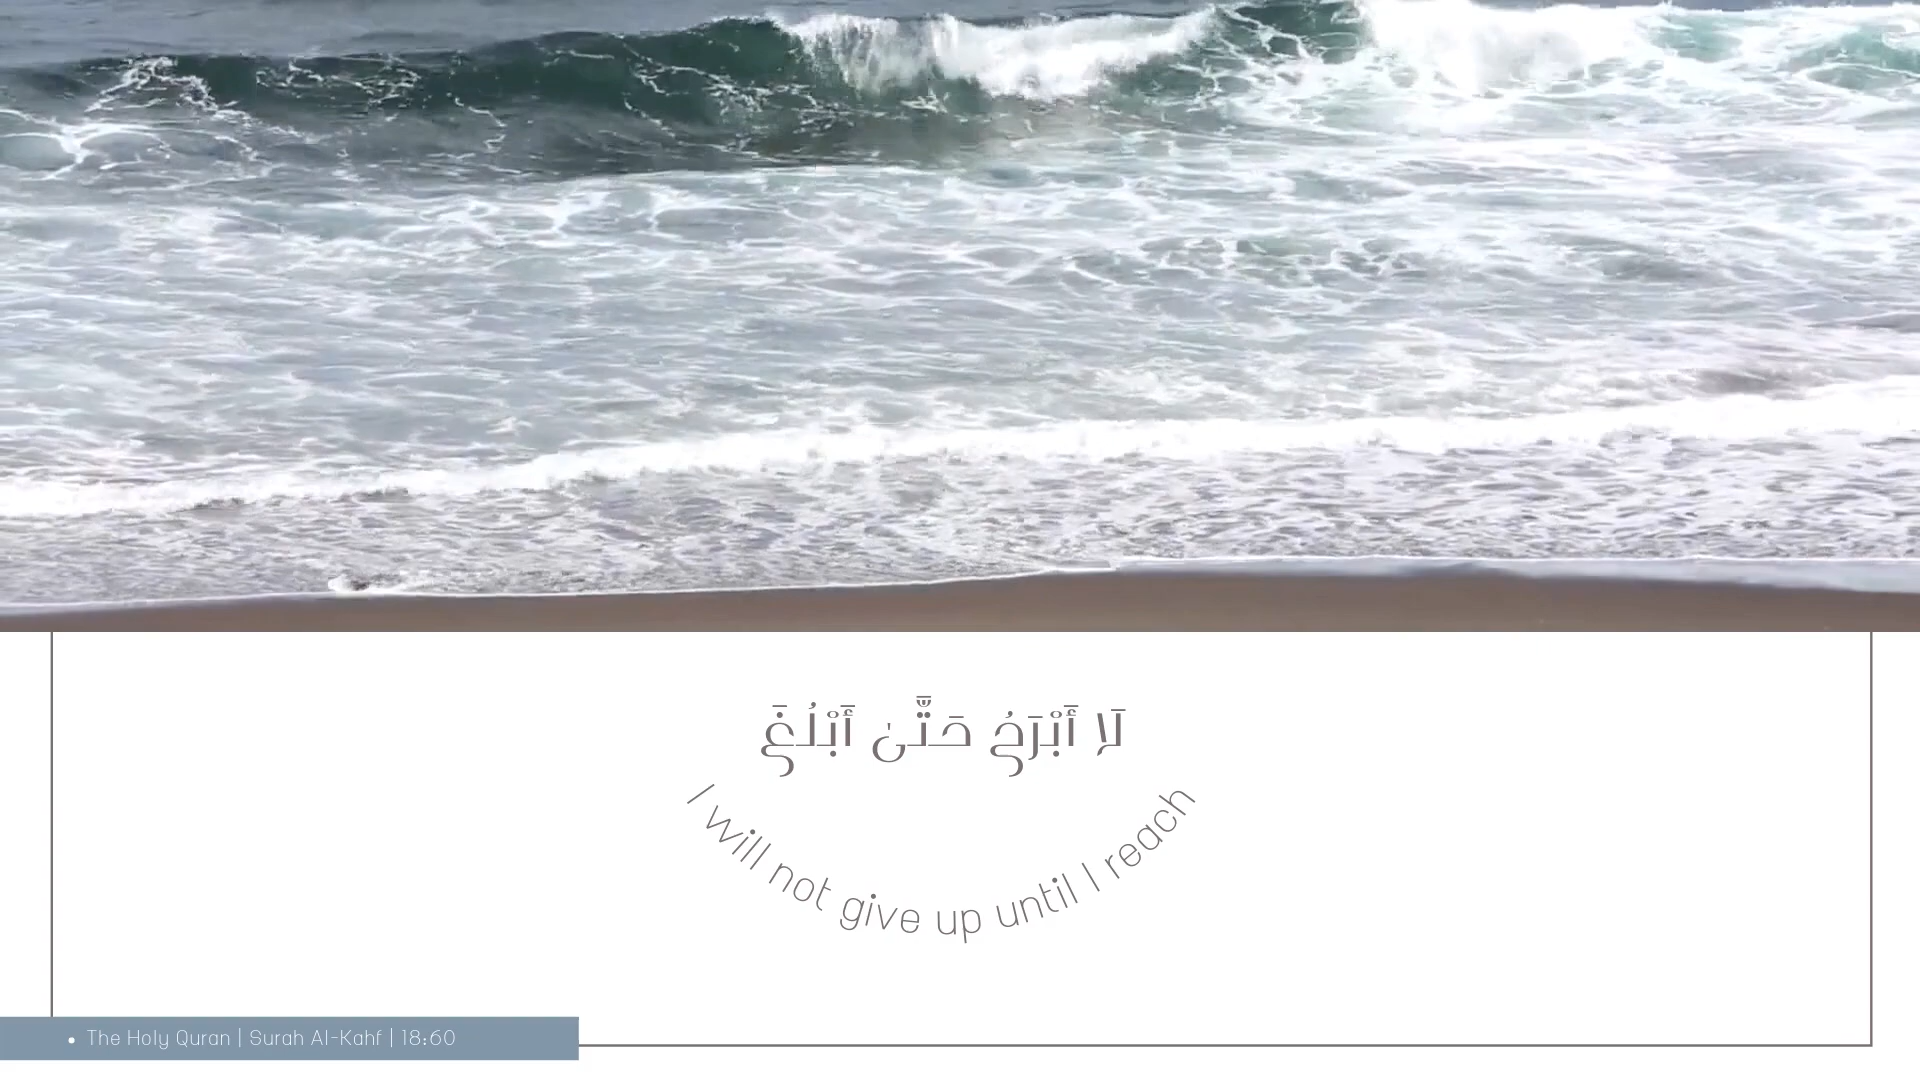 لَا أَبْرَحُ حَتَّىٰ أَبْلُغَ
I will not give up until I reach
• The Holy Quran | Surah Al-Kahf | 18:60